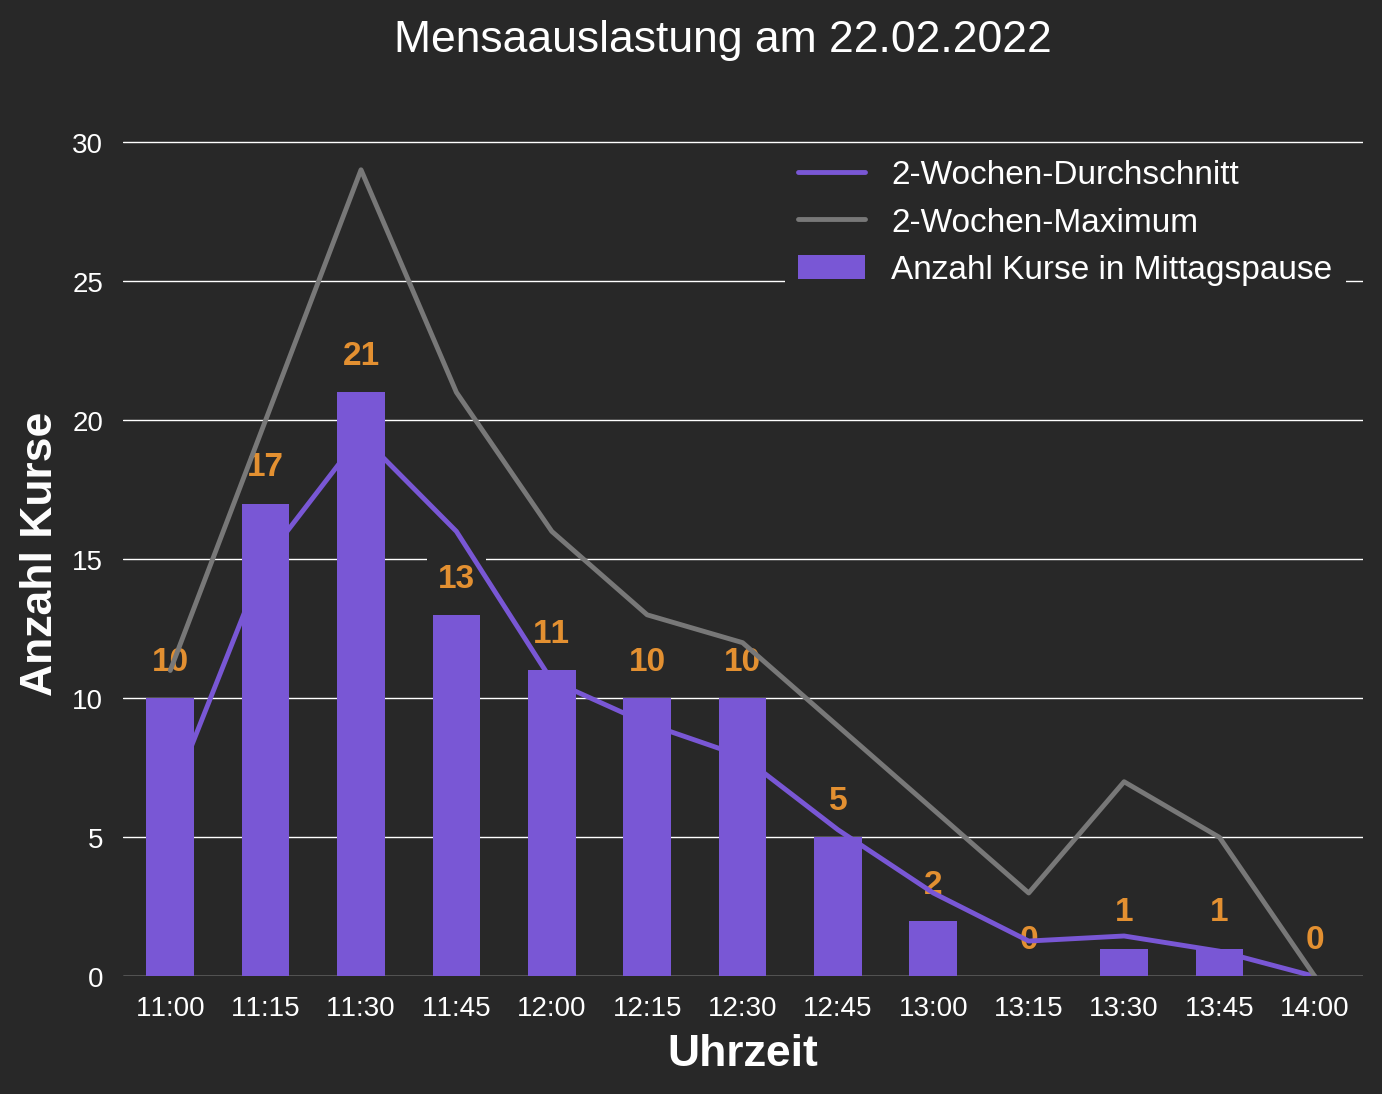 Mensaauslastung am 22.02.2022
30
25
20
15
10
5
0
Anzahl Kurse
2-Wochen-Durchschnitt
2-Wochen-Maximum
Anzahl Kurse in Mittagspause
10
17
21
13
11
10
10
5
2
0
1
1
0
11:00 11:15 11:30 11:45 12:00 12:15 12:30 12:45 13:00 13:15 13:30 13:45 14:00
Uhrzeit